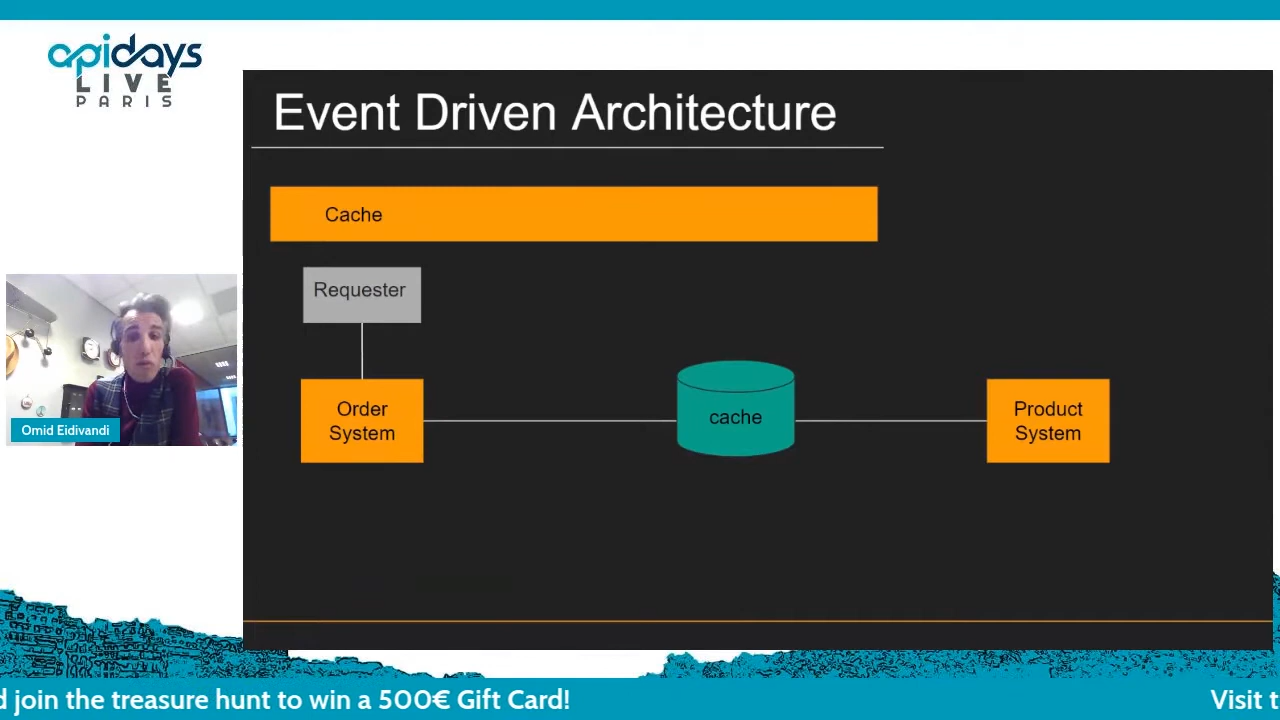 apidays
LIVE
PARIS
Event Driven Architecture
Cache
Requester
Order
System
cache
Product
System
Omid Eidivandi
d join the treasure hunt to win a 500€ Gift Card!
Visit t